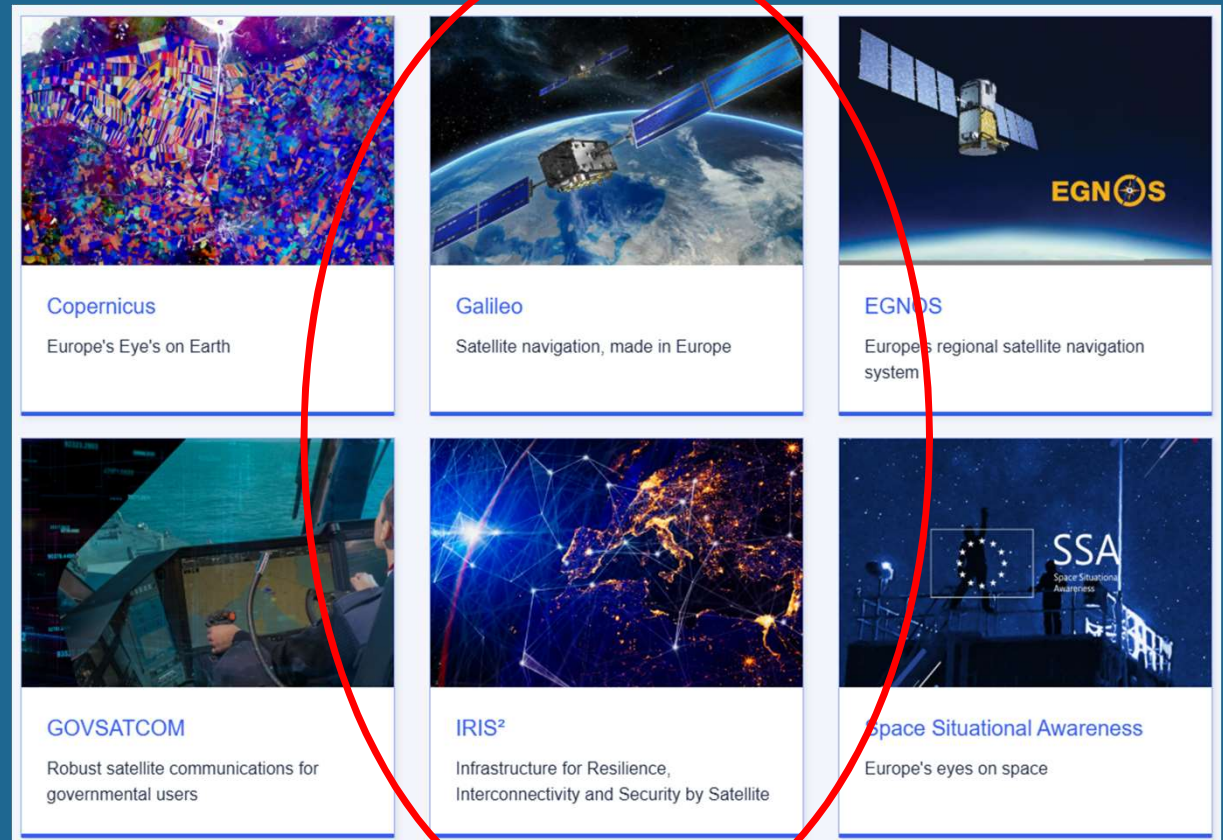 EGNOS
Copernicus
Europe's Eye's on Earth
Galileo
Satellite navigation, made in Europe
EGNOS
Europe's regional satellite navigation
system
SSA
Space Situational
Awareness
GOVSATCOM
Robust satellite communications for
governmental users
IRIS²
Infrastructure for Resilience,
Interconnectivity and Security by Satellite
Space Situational Awareness
Europe's eyes on space